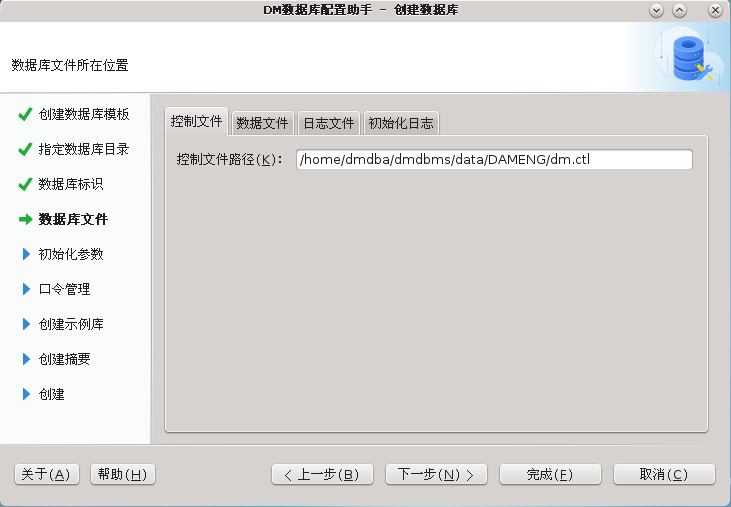 DM数据库配置助手 - 创建数据库
数据库文件所在位置
创建数据库模板
指定数据库目录
数据库标识
数据库文件
初始化参数
口令管理
创建示例库
创建摘要
创建
控制文件 数据文件 日志文件 初始化日志
控制文件路径(K): /home/dmdba/dmdbms/data/DAMENG/dm.ctl
关于(A) 帮助(H) < 上一步(B) 下一步(N) > 完成(F) 取消(C)